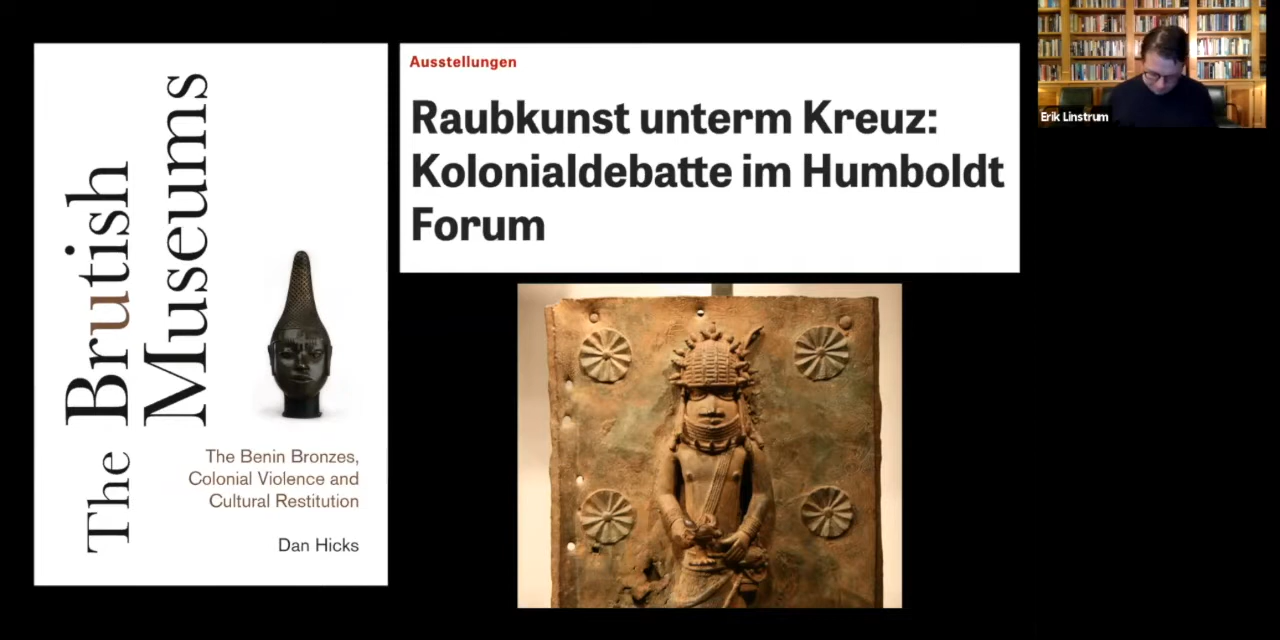 The Brutish
Museums
The Benin Bronzes,
Colonial Violence and
Cultural Restitution
Dan Hicks
Ausstellungen
Raubkunst unterm Kreuz:
Kolonialdebatte im Humboldt
Forum
Erik Linstrum